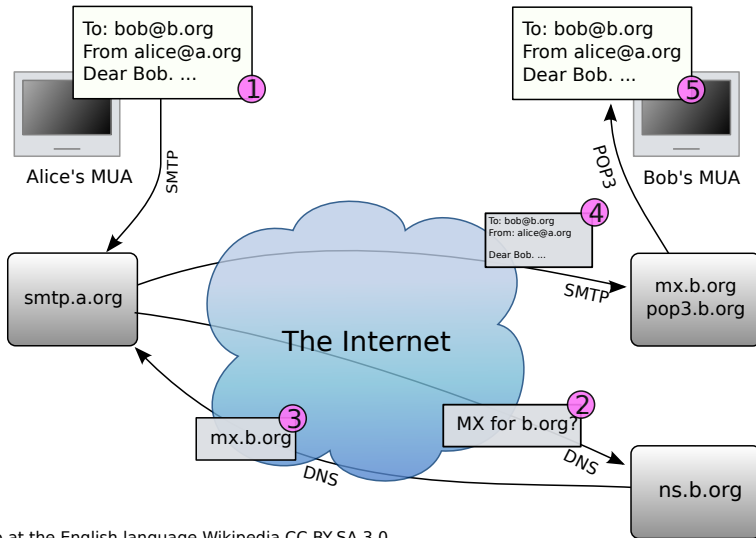 To: bob@b.org
From alice@a.org
Dear Bob. ...
1
Alice's MUA
SMTP
To: bob@b.org
From alice@a.org
Dear Bob. ...
5
Bob's MUA
POP3
To: bob@b.org
From: alice@a.org
Dear Bob. ...
4
SMTP
smtp.a.org
mx.b.org
pop3.b.org
The Internet
MX for b.org?
2
DNS
mx.b.org
3
DNS
ns.b.org
at the English language Wikipedia CC BY-SA 3.0